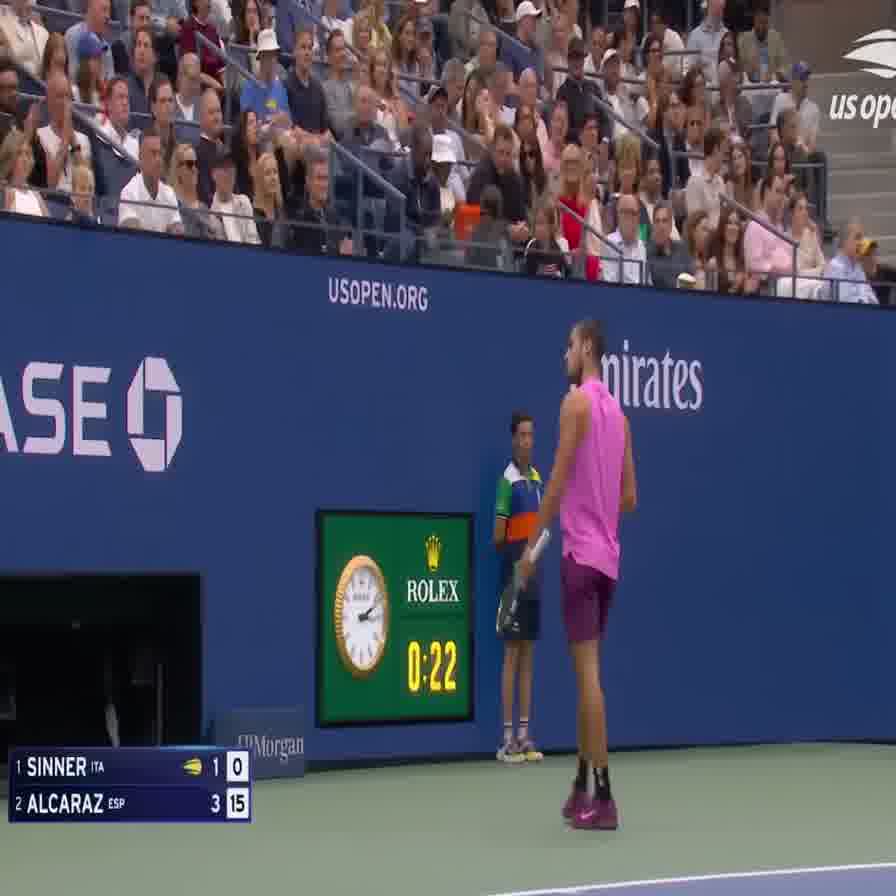 us ope
USOPEN.ORG
ASE
mirates
ROLEX
0:22
JPMorgan
1 SINNER ITA 1 0
2 ALCARAZ ESP 3 15